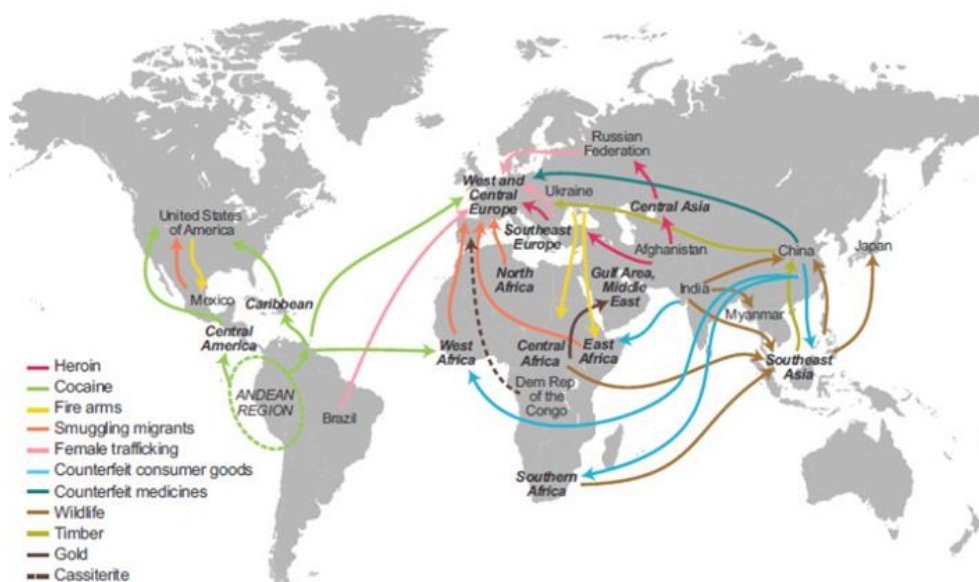 Russian
Federation
West and
Central
Europe
Ukraine
Central Asia
United States
of America
Southeast
Europe
Afghanistan
China
Japan
North
Africa
Gulf Area,
Middle
East
India
Mexico
Caribbean
Myanmar
Central
America
West Africa
Central
Africa
East
Africa
Southeast
Asia
ANDEAN
REGION
Brazil
Dem Rep
of the
Congo
Southern
Africa
Heroin
Cocaine
Fire arms
Smuggling migrants
Female trafficking
Counterfeit consumer goods
Counterfeit medicines
Wildlife
Timber
Gold
Cassiterite